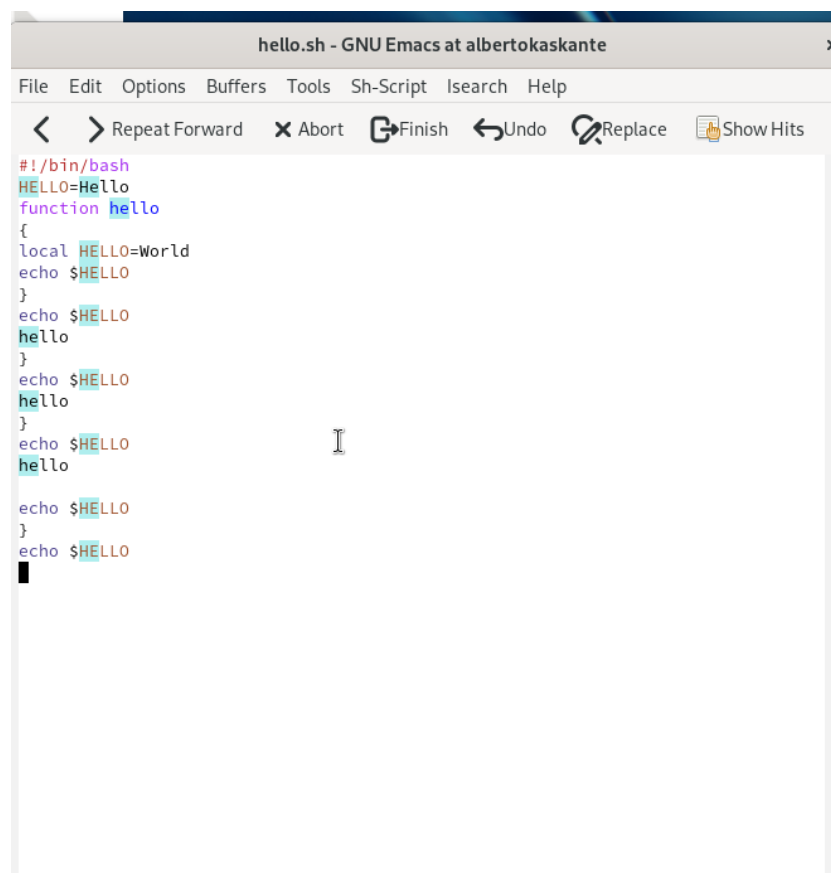 hello.sh - GNU Emacs at albertokaskante
File Edit Options Buffers Tools Sh-Script Isearch Help
Repeat Forward Abort Finish Undo Replace Show Hits
#!/bin/bash
HELLO=Hello
function hello
{
local HELLO=World
echo $HELLO
}
echo $HELLO
hello
}
echo $HELLO
hello
}
echo $HELLO
hello
echo $HELLO
}
echo $HELLO